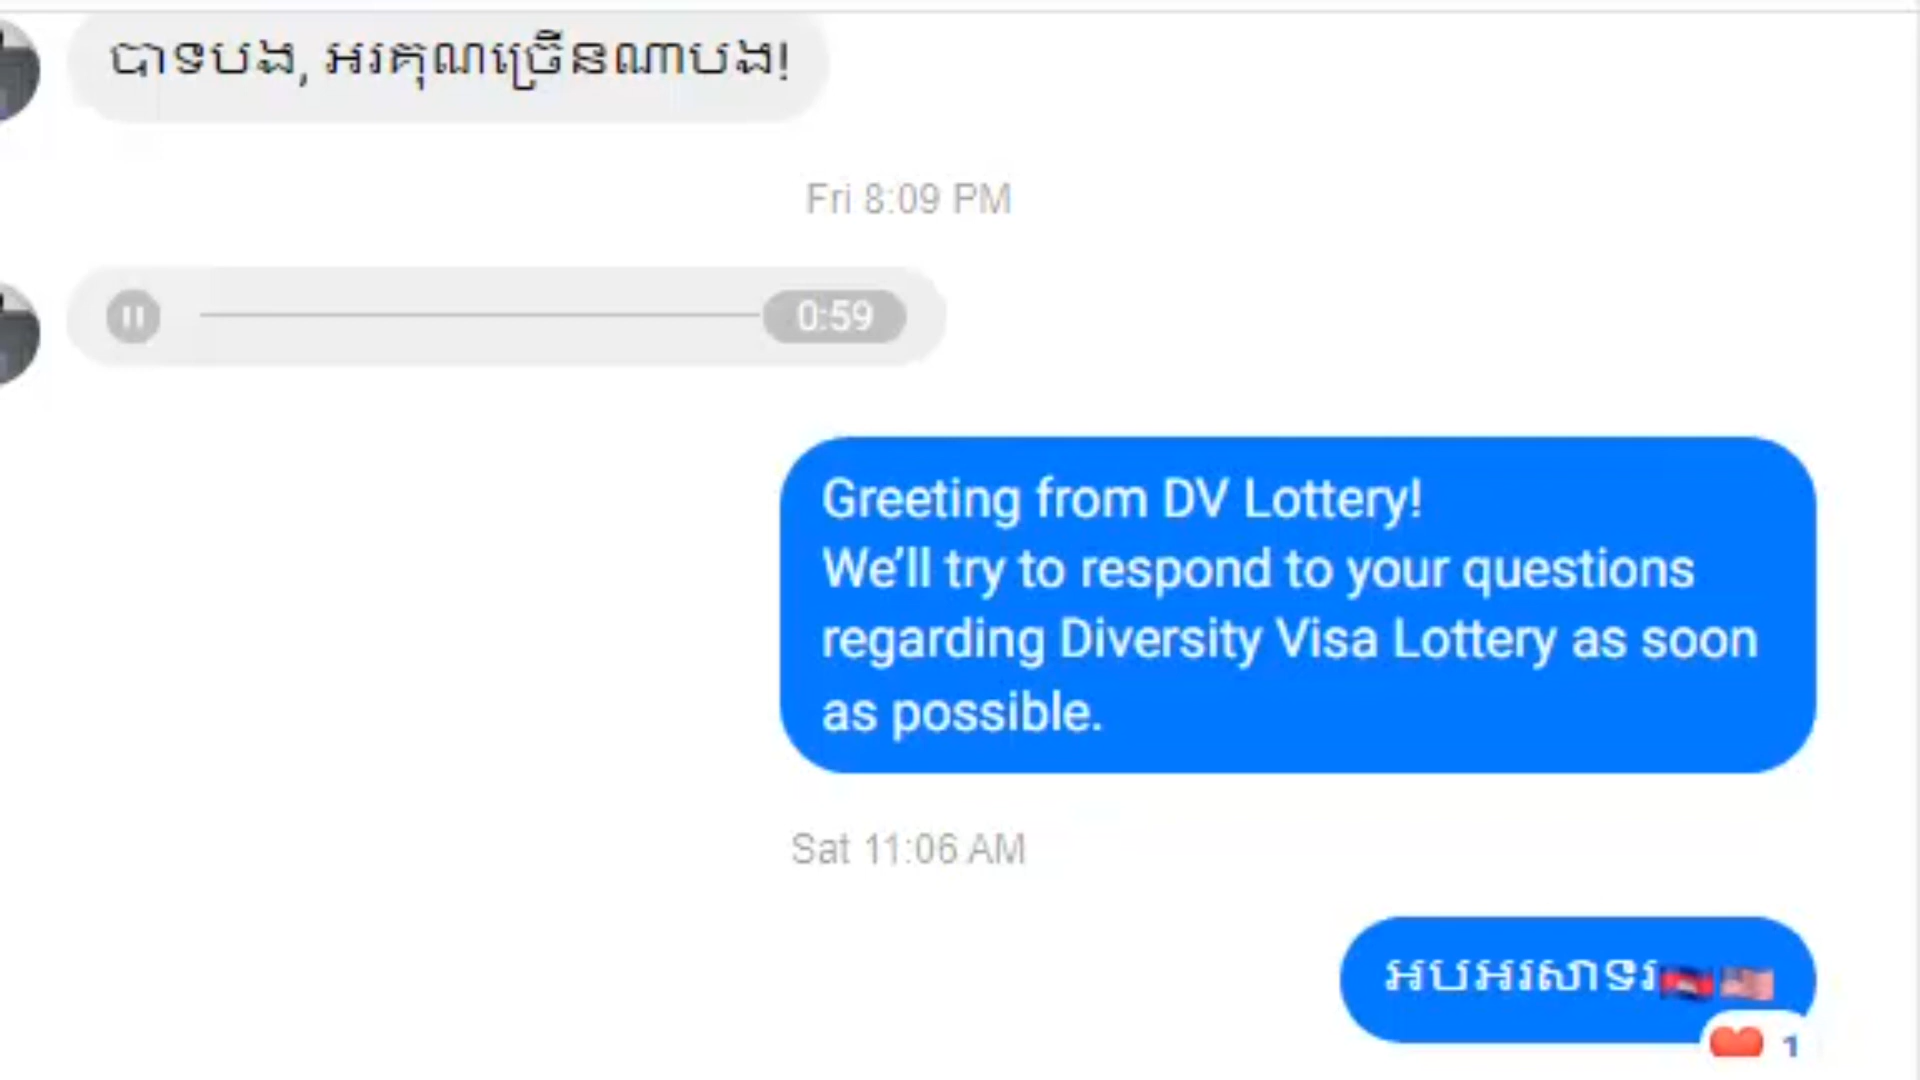 បាទបង, អរគុណច្រើនណាបង!
Fri 8:09 PM
0:59
Greeting from DV Lottery!
We'll try to respond to your questions
regarding Diversity Visa Lottery as soon
as possible.
Sat 11:06 AM
អបអរសាទរ🇰🇭🇺🇸
1